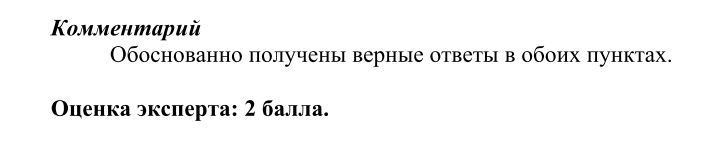 Комментарий
Обоснованно получены верные ответы в обоих пунктах.
Оценка эксперта: 2 балла.